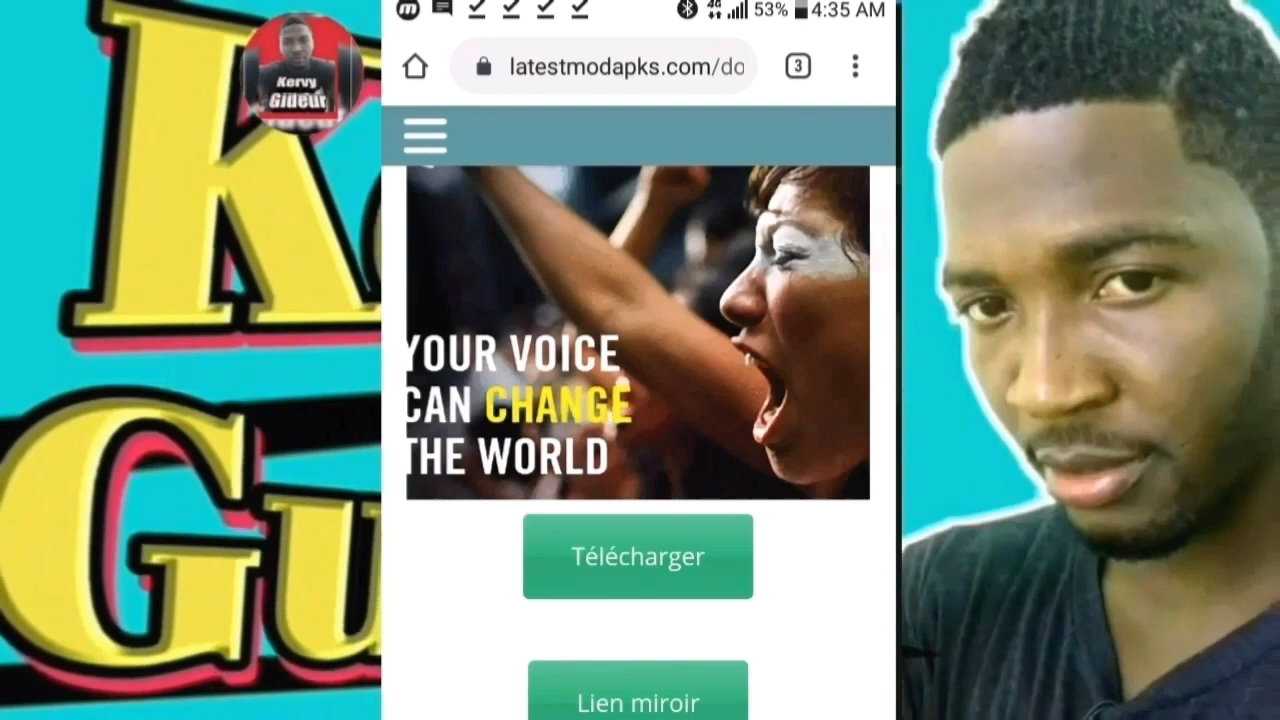 Kervy
Gideur
53%
4:35 AM
latestmodapks.com/do
3
YOUR VOICE
CAN CHANGE
THE WORLD
Télécharger
Lien miroir
K
Gu